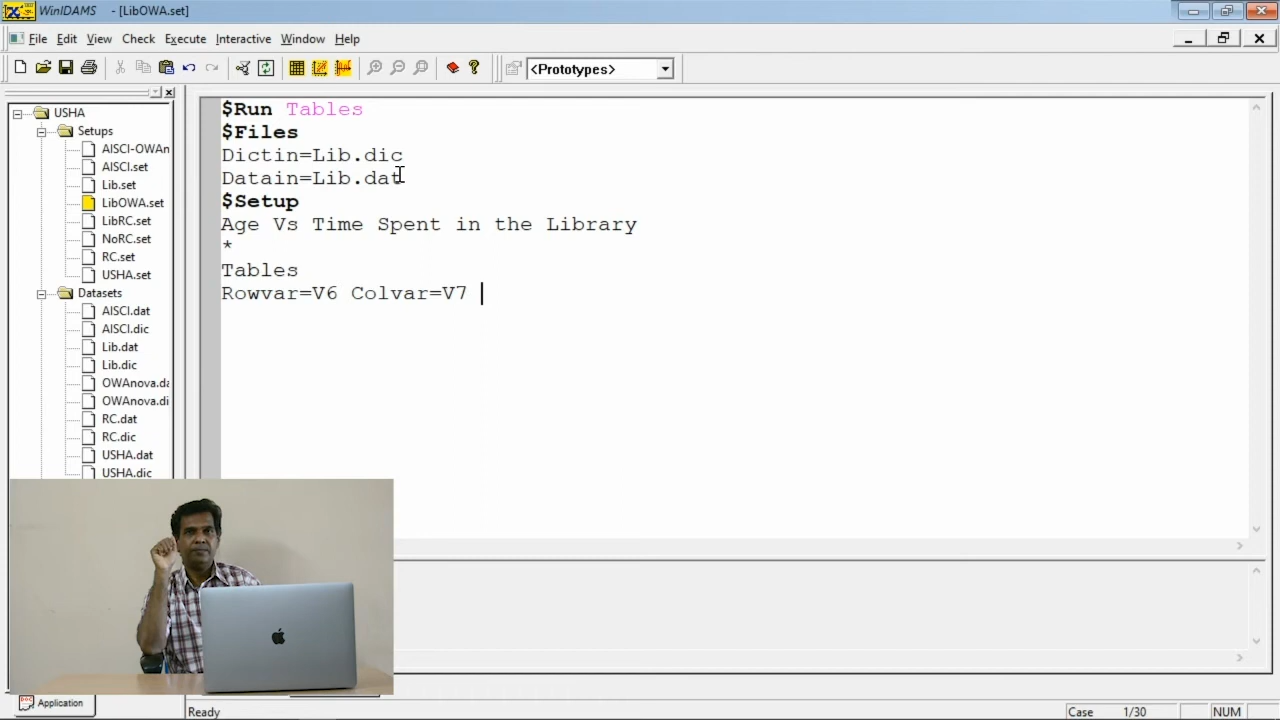 WinIDAMS - [LibOWA.set]
File Edit View Check Execute Interactive Window Help
<Prototypes>
USHA
Setups
AISCI-OWAn
AISCI.set
Lib.set
LibOWA.set
LibRC.set
NoRC.set
RC.set
USHA.set
Datasets
AISCI.dat
AISCI.dic
Lib.dat
Lib.dic
OWAnova.da
OWAnova.di
RC.dat
RC.dic
USHA.dat
USHA.dic
$Run Tables
$Files
Dictin=Lib.dic
Datain=Lib.dat
$Setup
Age Vs Time Spent in the Library
*
Tables
Rowvar=V6 Colvar=V7
Application
Ready
Case 1/30 NUM